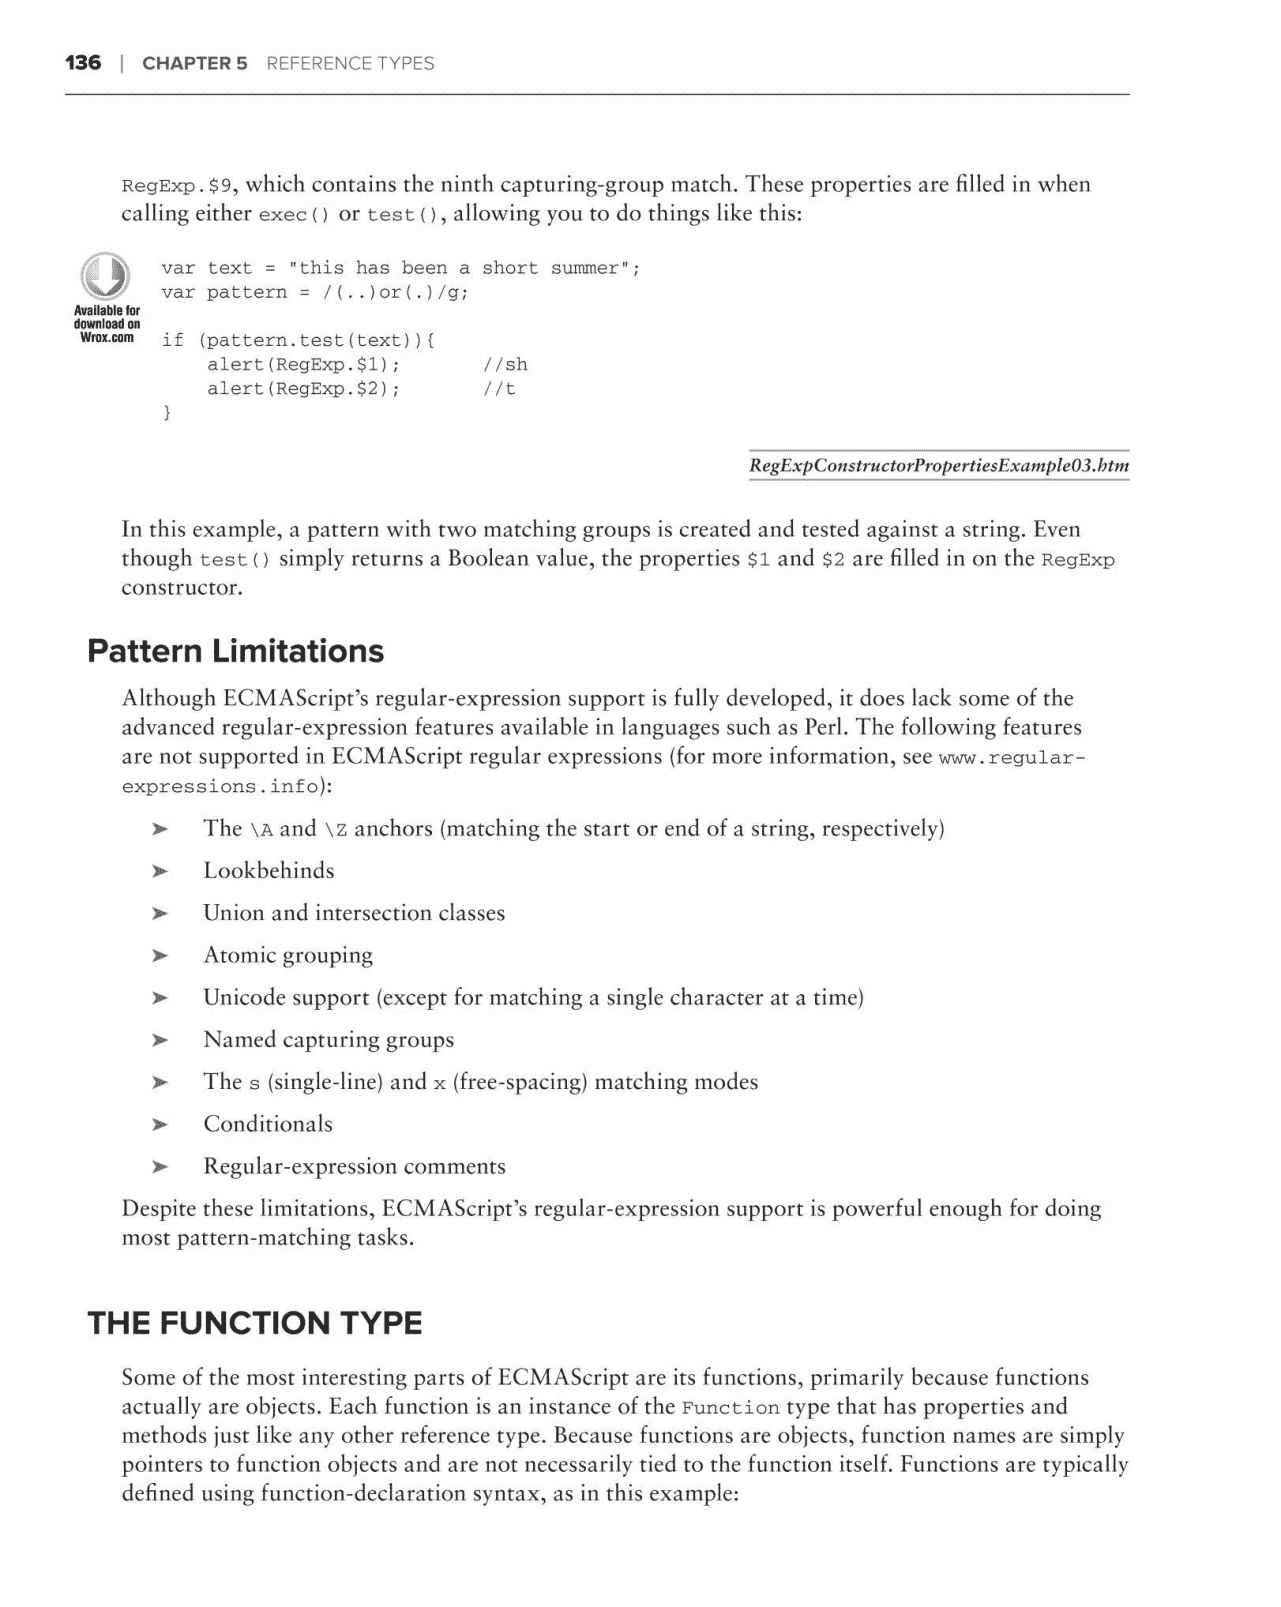 136 | CHAPTER 5 REFERENCE TYPES
RegExp.$9, which contains the ninth capturing-group match. These properties are filled in when
calling either exec() or test(), allowing you to do things like this:
var text = "this has been a short summer";
var pattern = /(..)or(.)/g;
Available for
download on
Wrox.com
if (pattern.test(text)){
    alert(RegExp.$1);       //sh
    alert(RegExp.$2);       //t
}
RegExpConstructorPropertiesExample03.htm
In this example, a pattern with two matching groups is created and tested against a string. Even
though test() simply returns a Boolean value, the properties $1 and $2 are filled in on the RegExp
constructor.
Pattern Limitations
Although ECMAScript’s regular-expression support is fully developed, it does lack some of the
advanced regular-expression features available in languages such as Perl. The following features
are not supported in ECMAScript regular expressions (for more information, see www.regular-
expressions.info):
➤ The \A and \Z anchors (matching the start or end of a string, respectively)
➤ Lookbehinds
➤ Union and intersection classes
➤ Atomic grouping
➤ Unicode support (except for matching a single character at a time)
➤ Named capturing groups
➤ The s (single-line) and x (free-spacing) matching modes
➤ Conditionals
➤ Regular-expression comments
Despite these limitations, ECMAScript’s regular-expression support is powerful enough for doing
most pattern-matching tasks.
THE FUNCTION TYPE
Some of the most interesting parts of ECMAScript are its functions, primarily because functions
actually are objects. Each function is an instance of the Function type that has properties and
methods just like any other reference type. Because functions are objects, function names are simply
pointers to function objects and are not necessarily tied to the function itself. Functions are typically
defined using function-declaration syntax, as in this example: